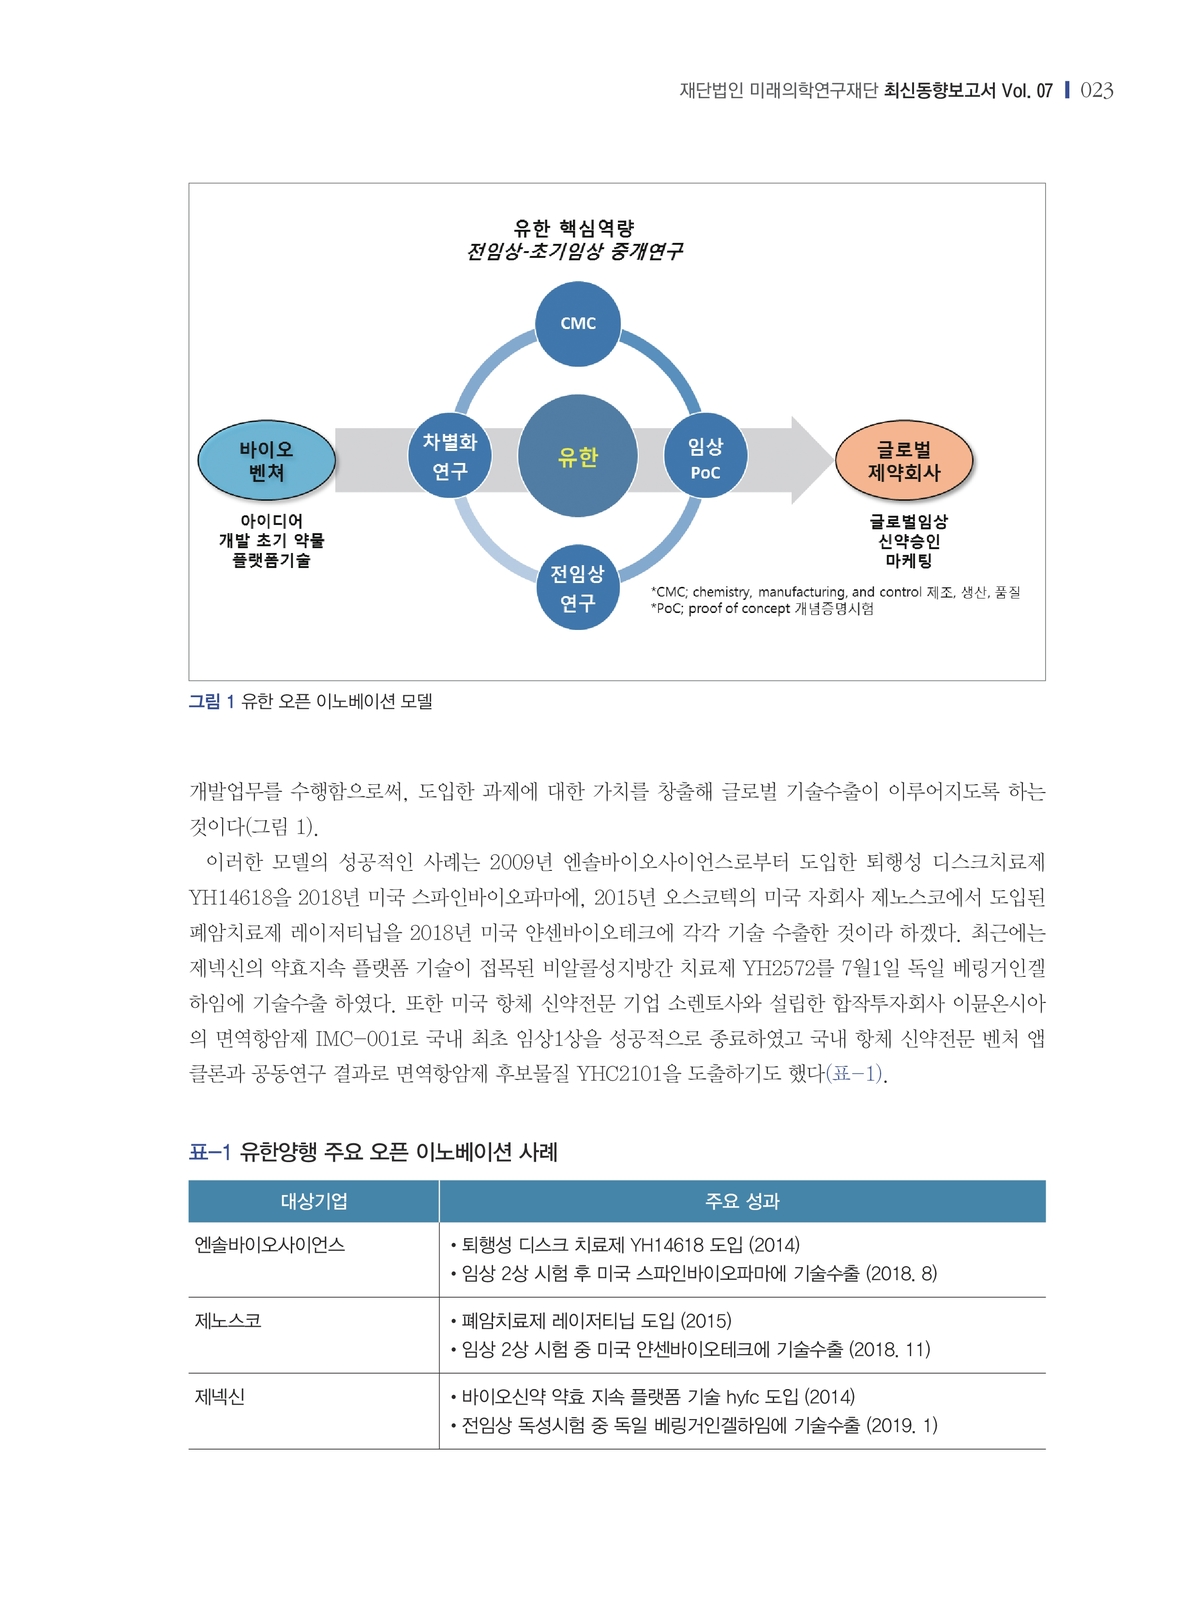 재단법인 미래의학연구재단 최신동향보고서 Vol. 07 023
유한 핵심역량
전임상-초기임상 중개연구
CMC
바이오
벤쳐
차별화
연구
유한
임상
PoC
글로벌
제약회사
아이디어
개발 초기 약물
플랫폼기술
글로벌임상
신약승인
마케팅
전임상
연구
*CMC; chemistry, manufacturing, and control 제조, 생산, 품질
*PoC; proof of concept 개념증명시험
그림 1 유한 오픈 이노베이션 모델
개발업무를 수행함으로써, 도입한 과제에 대한 가치를 창출해 글로벌 기술수출이 이루어지도록 하는
것이다(그림 1).
이러한 모델의 성공적인 사례는 2009년 엔솔바이오사이언스로부터 도입한 퇴행성 디스크치료제
YH14618을 2018년 미국 스파인바이오파마에, 2015년 오스코텍의 미국 자회사 제노스코에서 도입된
폐암치료제 레이저티닙을 2018년 미국 얀센바이오테크에 각각 기술 수출한 것이라 하겠다. 최근에는
제넥신의 약효지속 플랫폼 기술이 접목된 비알콜성지방간 치료제 YH2572를 7월1일 독일 베링거인겔
하임에 기술수출 하였다. 또한 미국 항체 신약전문 기업 소렌토사와 설립한 합작투자회사 이뮨온시아
의 면역항암제 IMC-001로 국내 최초 임상1상을 성공적으로 종료하였고 국내 항체 신약전문 벤처 앱
클론과 공동연구 결과로 면역항암제 후보물질 YHC2101을 도출하기도 했다(표-1).
표-1 유한양행 주요 오픈 이노베이션 사례
대상기업 주요 성과
엔솔바이오사이언스 • 퇴행성 디스크 치료제 YH14618 도입 (2014)
• 임상 2상 시험 후 미국 스파인바이오파마에 기술수출 (2018. 8)
제노스코 • 폐암치료제 레이저티닙 도입 (2015)
• 임상 2상 시험 중 미국 얀센바이오테크에 기술수출 (2018. 11)
제넥신 • 바이오신약 약효 지속 플랫폼 기술 hyfc 도입 (2014)
• 전임상 독성시험 중 독일 베링거인겔하임에 기술수출 (2019. 1)